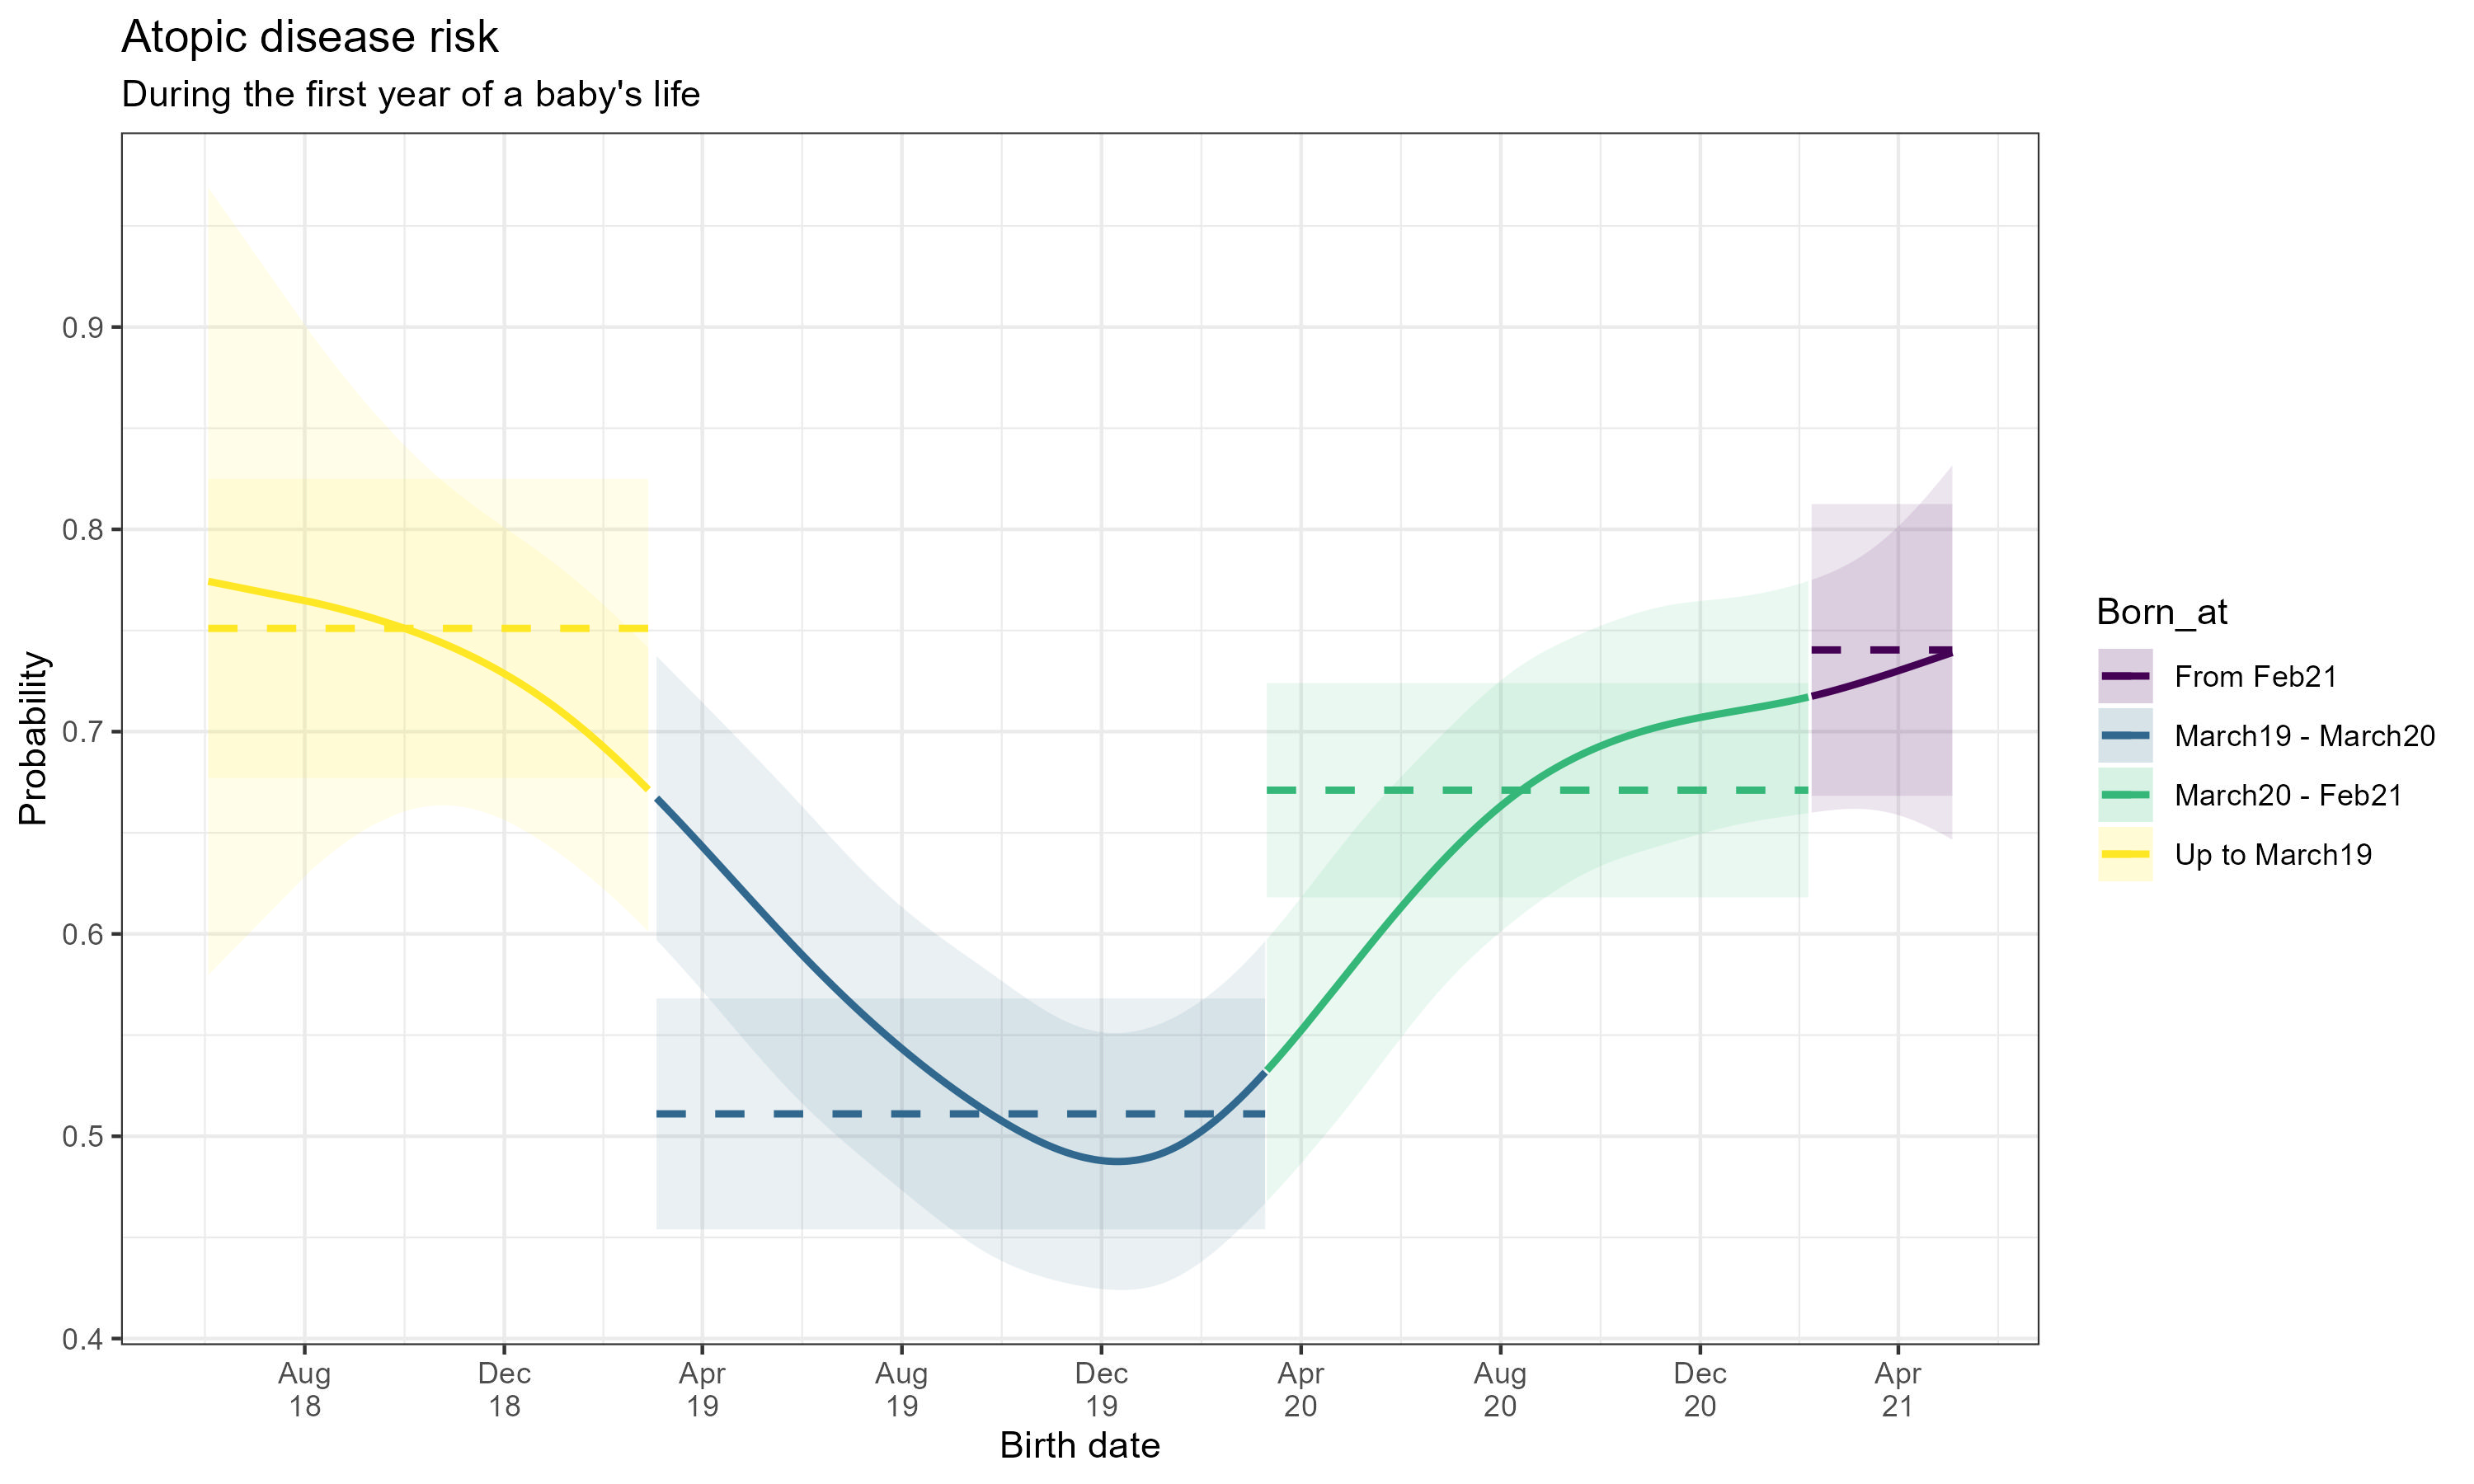 Atopic disease risk
During the first year of a baby's life
Probability
0.9
0.8
0.7
0.6
0.5
0.4
Aug
18
Dec
18
Apr
19
Aug
19
Dec
19
Apr
20
Aug
20
Dec
20
Apr
21
Birth date
Born_at
From Feb21
March19 - March20
March20 - Feb21
Up to March19